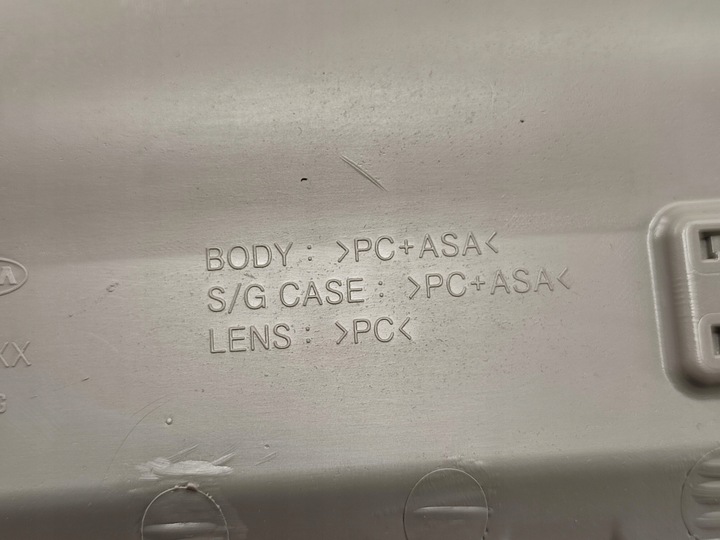 BODY : >PC+ASA<
S/G CASE : >PC+ASA<
LENS : >PC<